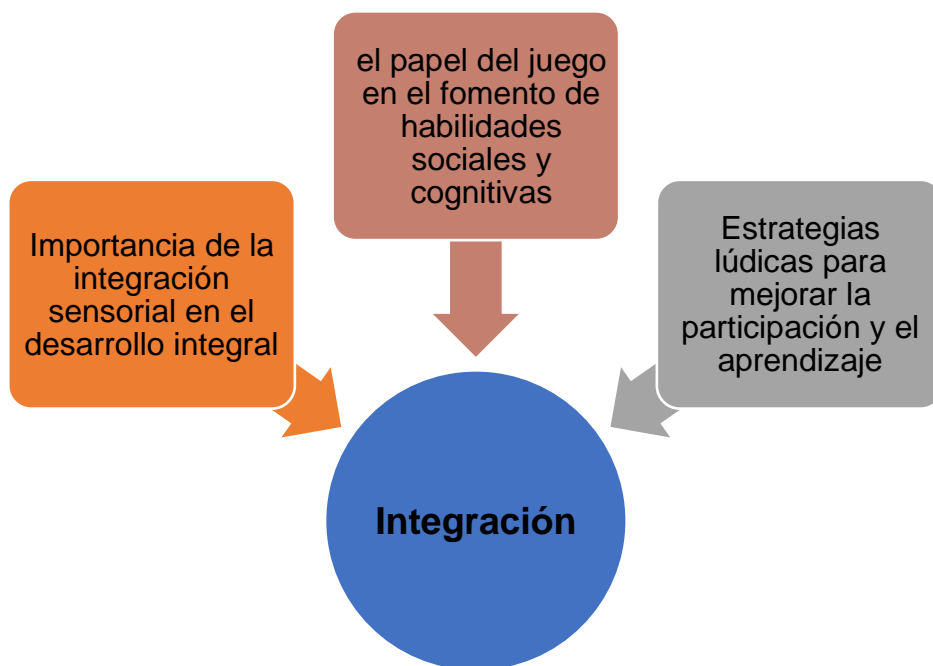 el papel del juego
en el fomento de
habilidades
sociales y
cognitivas
Importancia de la
integración
sensorial en el
desarrollo integral
Estrategias
lúdicas para
mejorar la
participación y el
aprendizaje
Integración